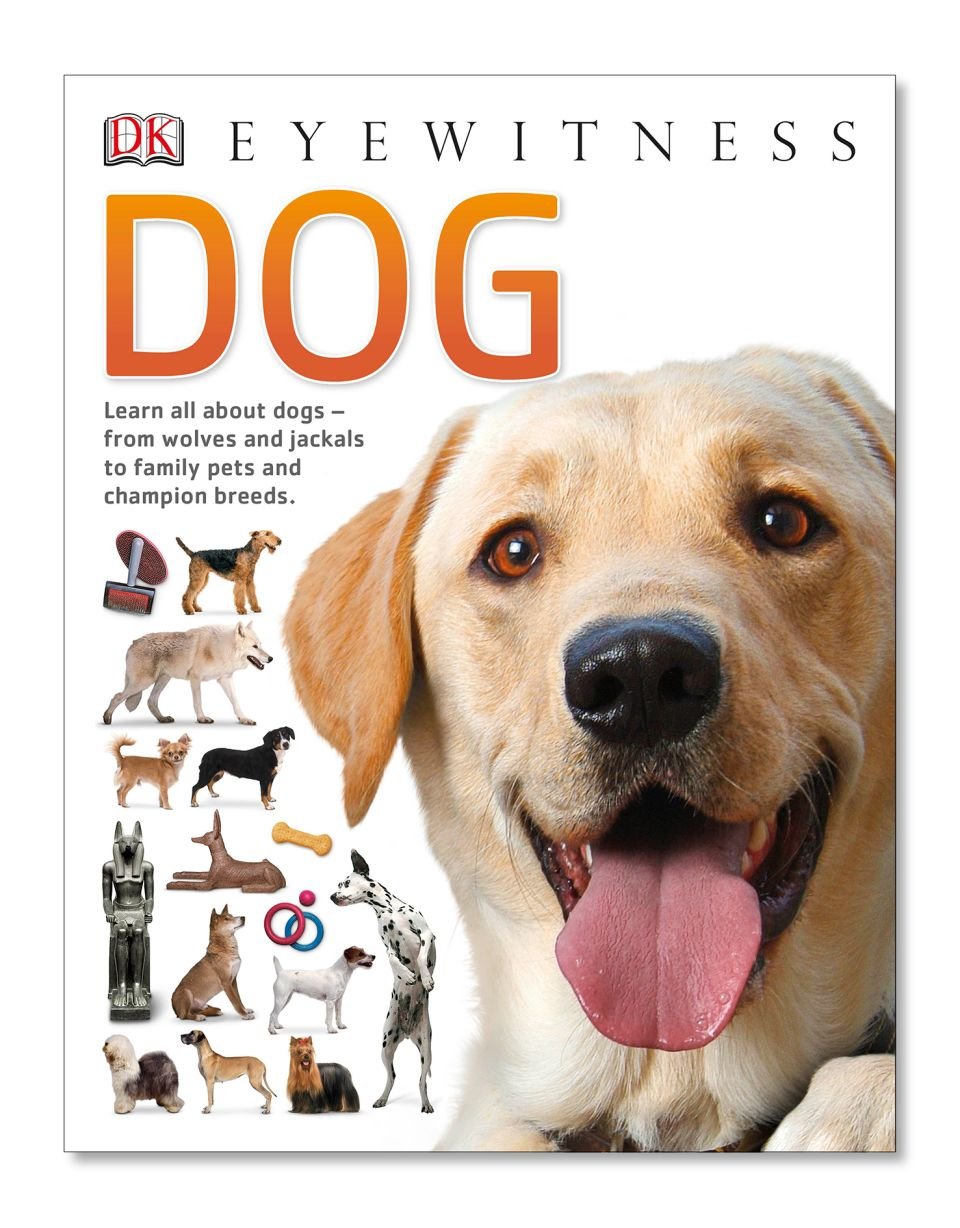 DK EYEWITNESS
DOG
Learn all about dogs –
from wolves and jackals
to family pets and
champion breeds.